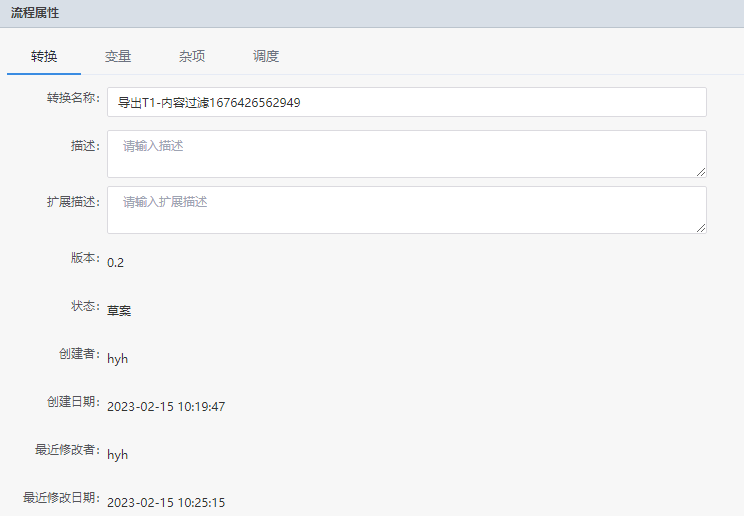 流程属性
转换 变量 杂项 调度
转换名称: 导出T1-内容过滤1676426562949
描述: 请输入描述
扩展描述: 请输入扩展描述
版本: 0.2
状态: 草案
创建者: hyh
创建日期: 2023-02-15 10:19:47
最近修改者: hyh
最近修改日期: 2023-02-15 10:25:15